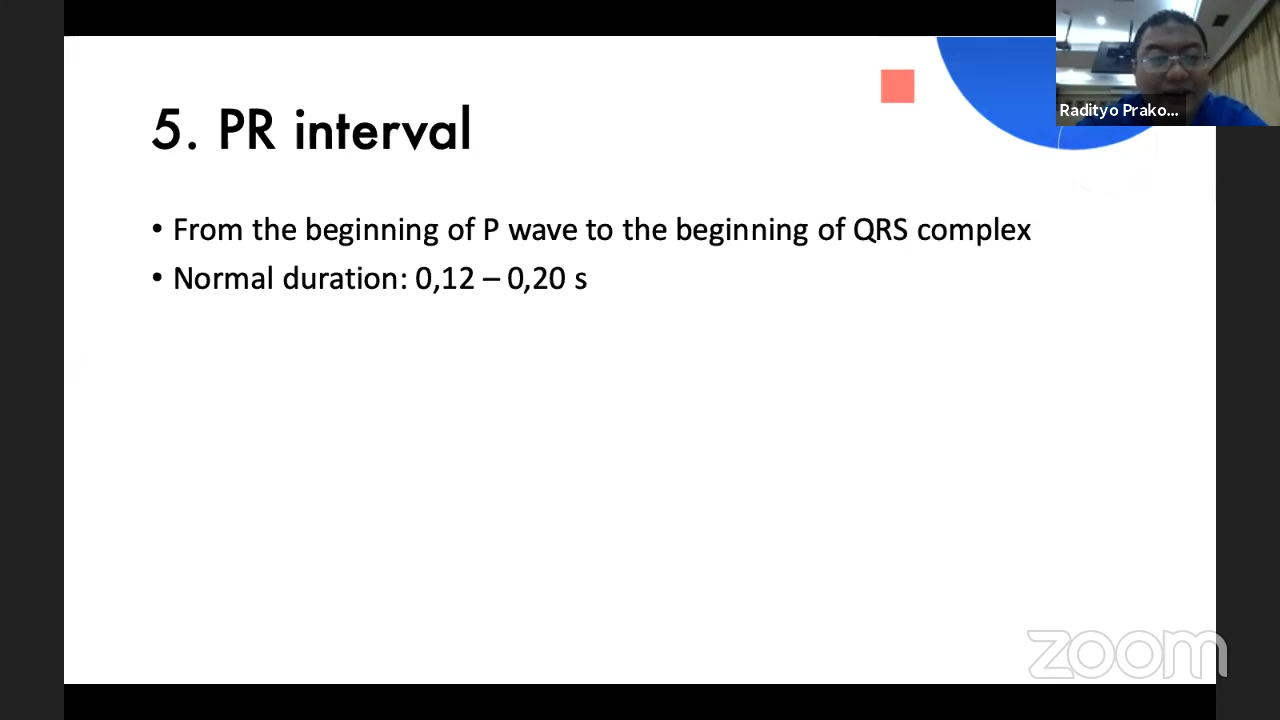 5. PR interval
Radityo Prako...
• From the beginning of P wave to the beginning of QRS complex
• Normal duration: 0,12 – 0,20 s
zoom